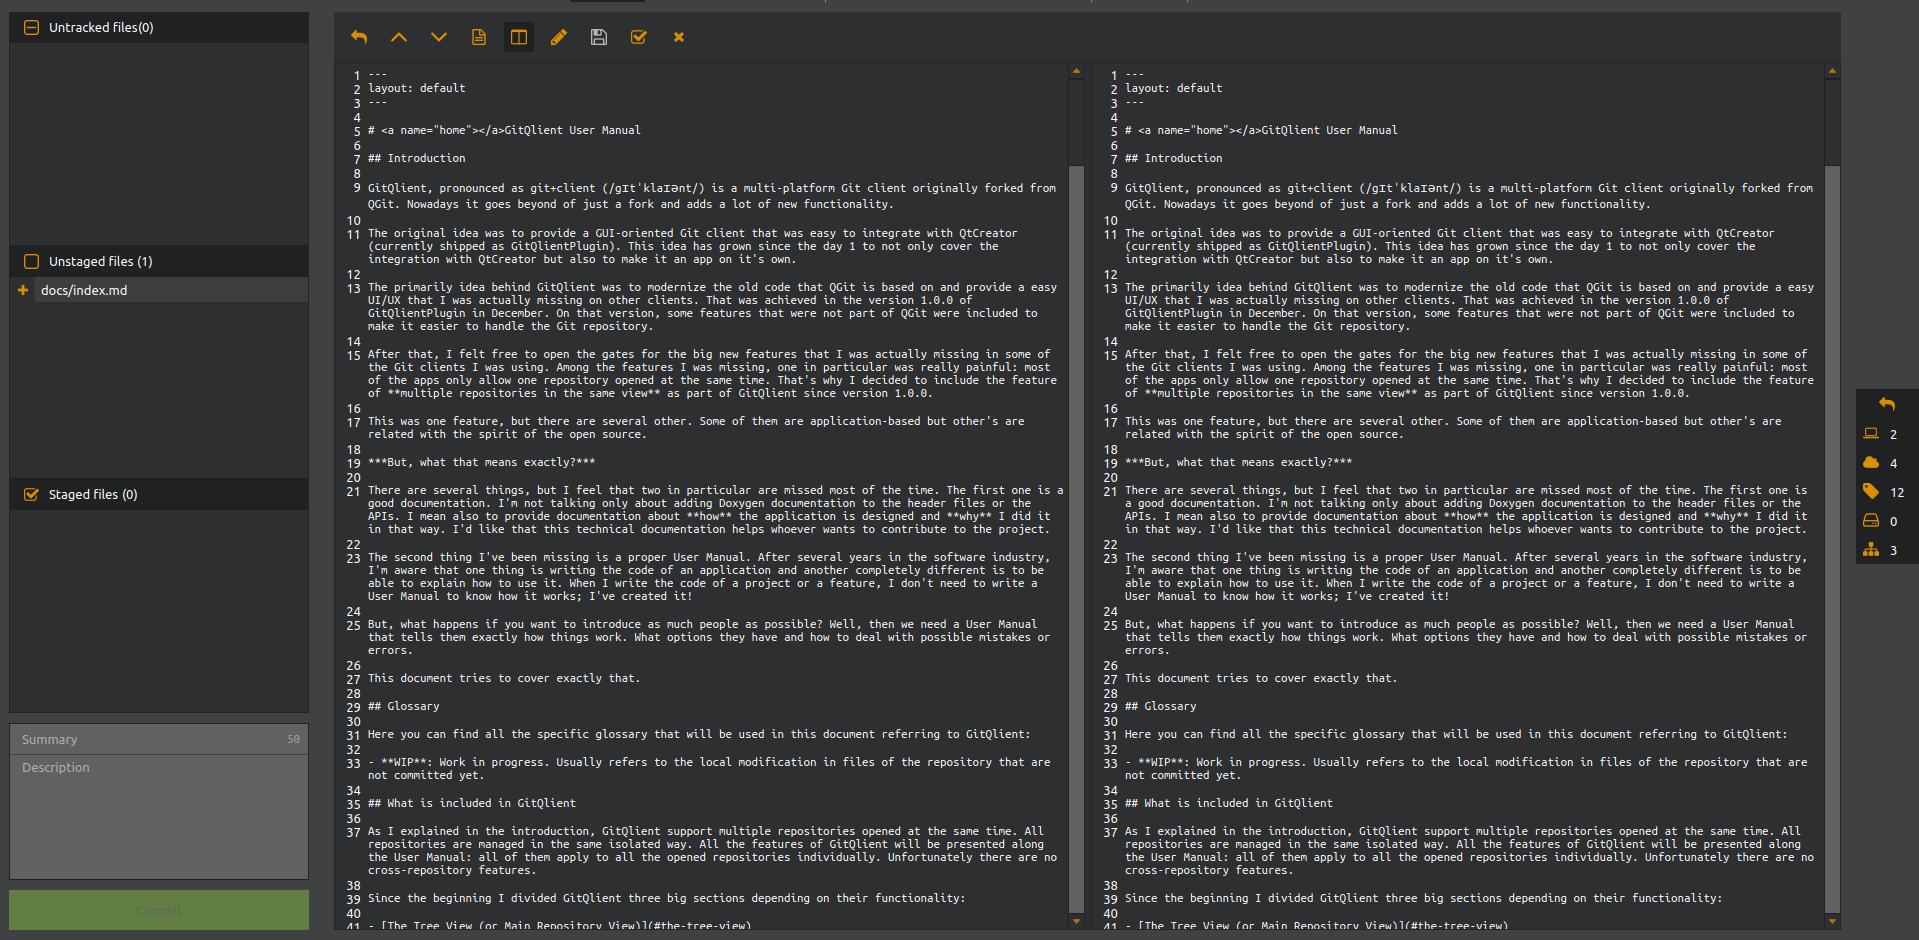 Untracked files(0)
Unstaged files (1)
docs/index.md
Staged files (0)
Summary 50
Description
Commit
1 ---
2 layout: default
3 ---
4
5 # <a name="home"></a>GitQlient User Manual
6
7 ## Introduction
8
9 GitQlient, pronounced as git+client (/gɪtˈklaɪənt/) is a multi-platform Git client originally forked from
QGit. Nowadays it goes beyond of just a fork and adds a lot of new functionality.
10
11 The original idea was to provide a GUI-oriented Git client that was easy to integrate with QtCreator
(currently shipped as GitQlientPlugin). This idea has grown since the day 1 to not only cover the
integration with QtCreator but also to make it an app on it's own.
12
13 The primarily idea behind GitQlient was to modernize the old code that QGit is based on and provide a easy
UI/UX that I was actually missing on other clients. That was achieved in the version 1.0.0 of
GitQlientPlugin in December. On that version, some features that were not part of QGit were included to
make it easier to handle the Git repository.
14
15 After that, I felt free to open the gates for the big new features that I was actually missing in some of
the Git clients I was using. Among the features I was missing, one in particular was really painful: most
of the apps only allow one repository opened at the same time. That's why I decided to include the feature
of **multiple repositories in the same view** as part of GitQlient since version 1.0.0.
16
17 This was one feature, but there are several other. Some of them are application-based but other's are
related with the spirit of the open source.
18
19 ***But, what that means exactly?***
20
21 There are several things, but I feel that two in particular are missed most of the time. The first one is a
good documentation. I'm not talking only about adding Doxygen documentation to the header files or the
APIs. I mean also to provide documentation about **how** the application is designed and **why** I did it
in that way. I'd like that this technical documentation helps whoever wants to contribute to the project.
22
23 The second thing I've been missing is a proper User Manual. After several years in the software industry,
I'm aware that one thing is writing the code of an application and another completely different is to be
able to explain how to use it. When I write the code of a project or a feature, I don't need to write a
User Manual to know how it works; I've created it!
24
25 But, what happens if you want to introduce as much people as possible? Well, then we need a User Manual
that tells them exactly how things work. What options they have and how to deal with possible mistakes or
errors.
26
27 This document tries to cover exactly that.
28
29 ## Glossary
30
31 Here you can find all the specific glossary that will be used in this document referring to GitQlient:
32
33 - **WIP**: Work in progress. Usually refers to the local modification in files of the repository that are
not committed yet.
34
35 ## What is included in GitQlient
36
37 As I explained in the introduction, GitQlient support multiple repositories opened at the same time. All
repositories are managed in the same isolated way. All the features of GitQlient will be presented along
the User Manual: all of them apply to all the opened repositories individually. Unfortunately there are no
cross-repository features.
38
39 Since the beginning I divided GitQlient three big sections depending on their functionality:
40
41 - [The Tree View (or Main Repository View)](#the-tree-view)
1 ---
2 layout: default
3 ---
4
5 # <a name="home"></a>GitQlient User Manual
6
7 ## Introduction
8
9 GitQlient, pronounced as git+client (/gɪtˈklaɪənt/) is a multi-platform Git client originally forked from
QGit. Nowadays it goes beyond of just a fork and adds a lot of new functionality.
10
11 The original idea was to provide a GUI-oriented Git client that was easy to integrate with QtCreator
(currently shipped as GitQlientPlugin). This idea has grown since the day 1 to not only cover the
integration with QtCreator but also to make it an app on it's own.
12
13 The primarily idea behind GitQlient was to modernize the old code that QGit is based on and provide a easy
UI/UX that I was actually missing on other clients. That was achieved in the version 1.0.0 of
GitQlientPlugin in December. On that version, some features that were not part of QGit were included to
make it easier to handle the Git repository.
14
15 After that, I felt free to open the gates for the big new features that I was actually missing in some of
the Git clients I was using. Among the features I was missing, one in particular was really painful: most
of the apps only allow one repository opened at the same time. That's why I decided to include the feature
of **multiple repositories in the same view** as part of GitQlient since version 1.0.0.
16
17 This was one feature, but there are several other. Some of them are application-based but other's are
related with the spirit of the open source.
18
19 ***But, what that means exactly?***
20
21 There are several things, but I feel that two in particular are missed most of the time. The first one is
a good documentation. I'm not talking only about adding Doxygen documentation to the header files or the
APIs. I mean also to provide documentation about **how** the application is designed and **why** I did it
in that way. I'd like that this technical documentation helps whoever wants to contribute to the project.
22
23 The second thing I've been missing is a proper User Manual. After several years in the software industry,
I'm aware that one thing is writing the code of an application and another completely different is to be
able to explain how to use it. When I write the code of a project or a feature, I don't need to write a
User Manual to know how it works; I've created it!
24
25 But, what happens if you want to introduce as much people as possible? Well, then we need a User Manual
that tells them exactly how things work. What options they have and how to deal with possible mistakes or
errors.
26
27 This document tries to cover exactly that.
28
29 ## Glossary
30
31 Here you can find all the specific glossary that will be used in this document referring to GitQlient:
32
33 - **WIP**: Work in progress. Usually refers to the local modification in files of the repository that are
not committed yet.
34
35 ## What is included in GitQlient
36
37 As I explained in the introduction, GitQlient support multiple repositories opened at the same time. All
repositories are managed in the same isolated way. All the features of GitQlient will be presented along
the User Manual: all of them apply to all the opened repositories individually. Unfortunately there are no
cross-repository features.
38
39 Since the beginning I divided GitQlient three big sections depending on their functionality:
40
41 - [The Tree View (or Main Repository View)](#the-tree-view)
2
4
12
0
3